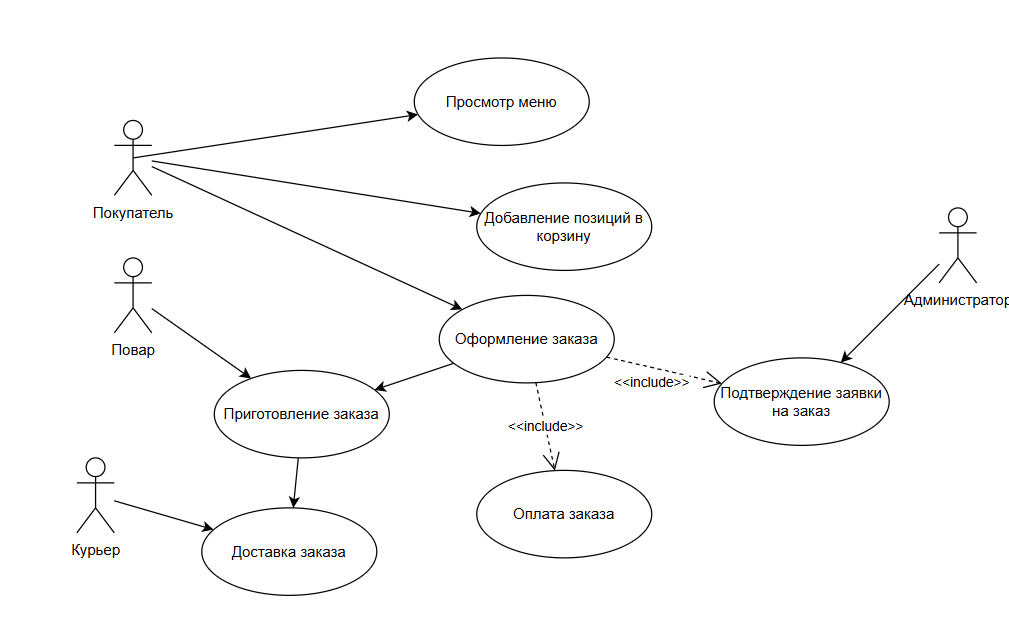 Просмотр меню
Покупатель
Добавление позиций в
корзину
Администратор
Повар
Оформление заказа
<<include>>
Подтверждение заявки
на заказ
Приготовление заказа
<<include>>
Оплата заказа
Курьер
Доставка заказа